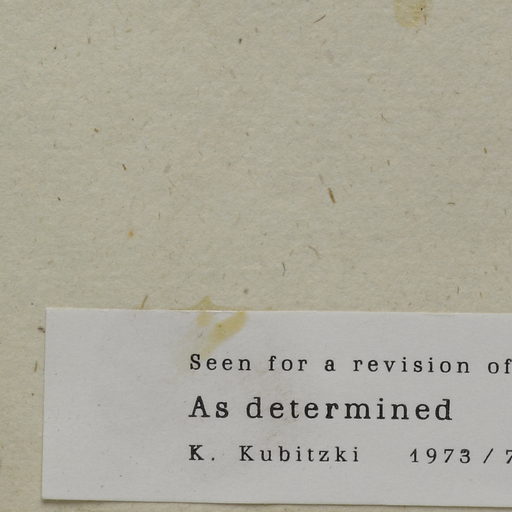 Seen for a revision of
As determined
K. Kubitzki 1973/7